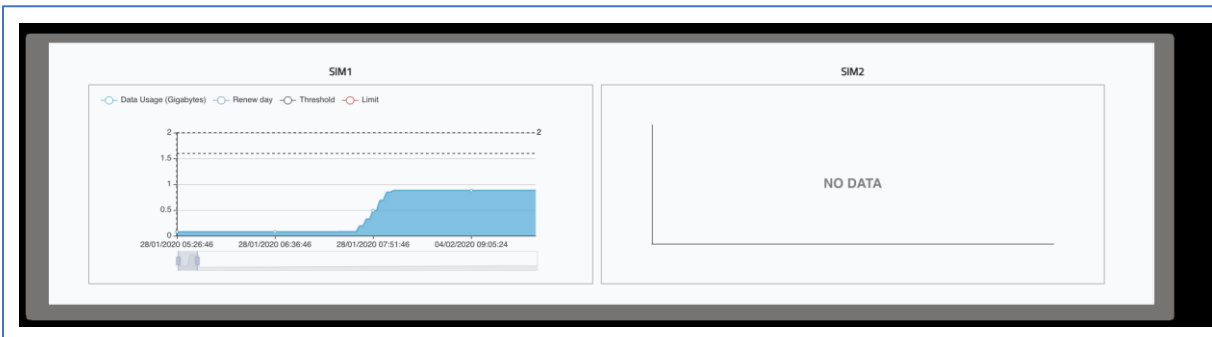 SIM1
Data Usage (Gigabytes) Renew day Threshold Limit
2 2
1.5
1
0.5
0
28/01/2020 05:26:46 28/01/2020 06:36:46 28/01/2020 07:51:46 04/02/2020 09:05:24
SIM2
NO DATA